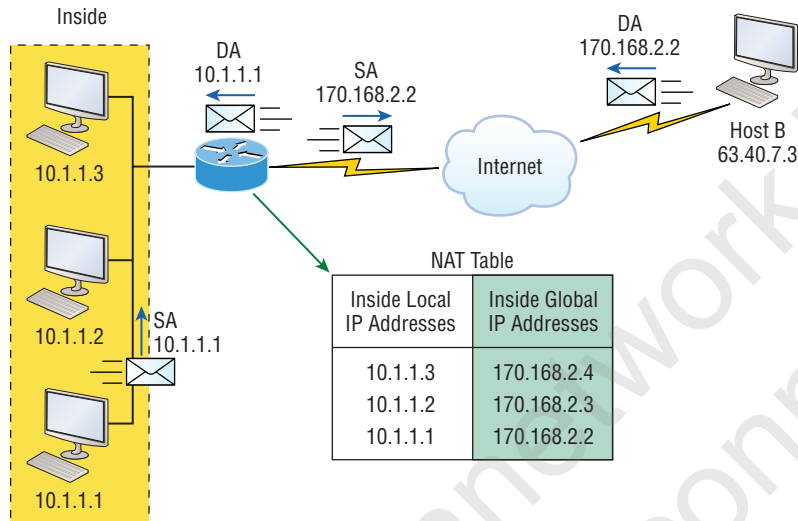 Inside
DA
10.1.1.1
SA
170.168.2.2
DA
170.168.2.2
10.1.1.3
Internet
Host B
63.40.7.3
10.1.1.2
SA
10.1.1.1
10.1.1.1
NAT Table
Inside Local
IP Addresses
Inside Global
IP Addresses
10.1.1.3 170.168.2.4
10.1.1.2 170.168.2.3
10.1.1.1 170.168.2.2